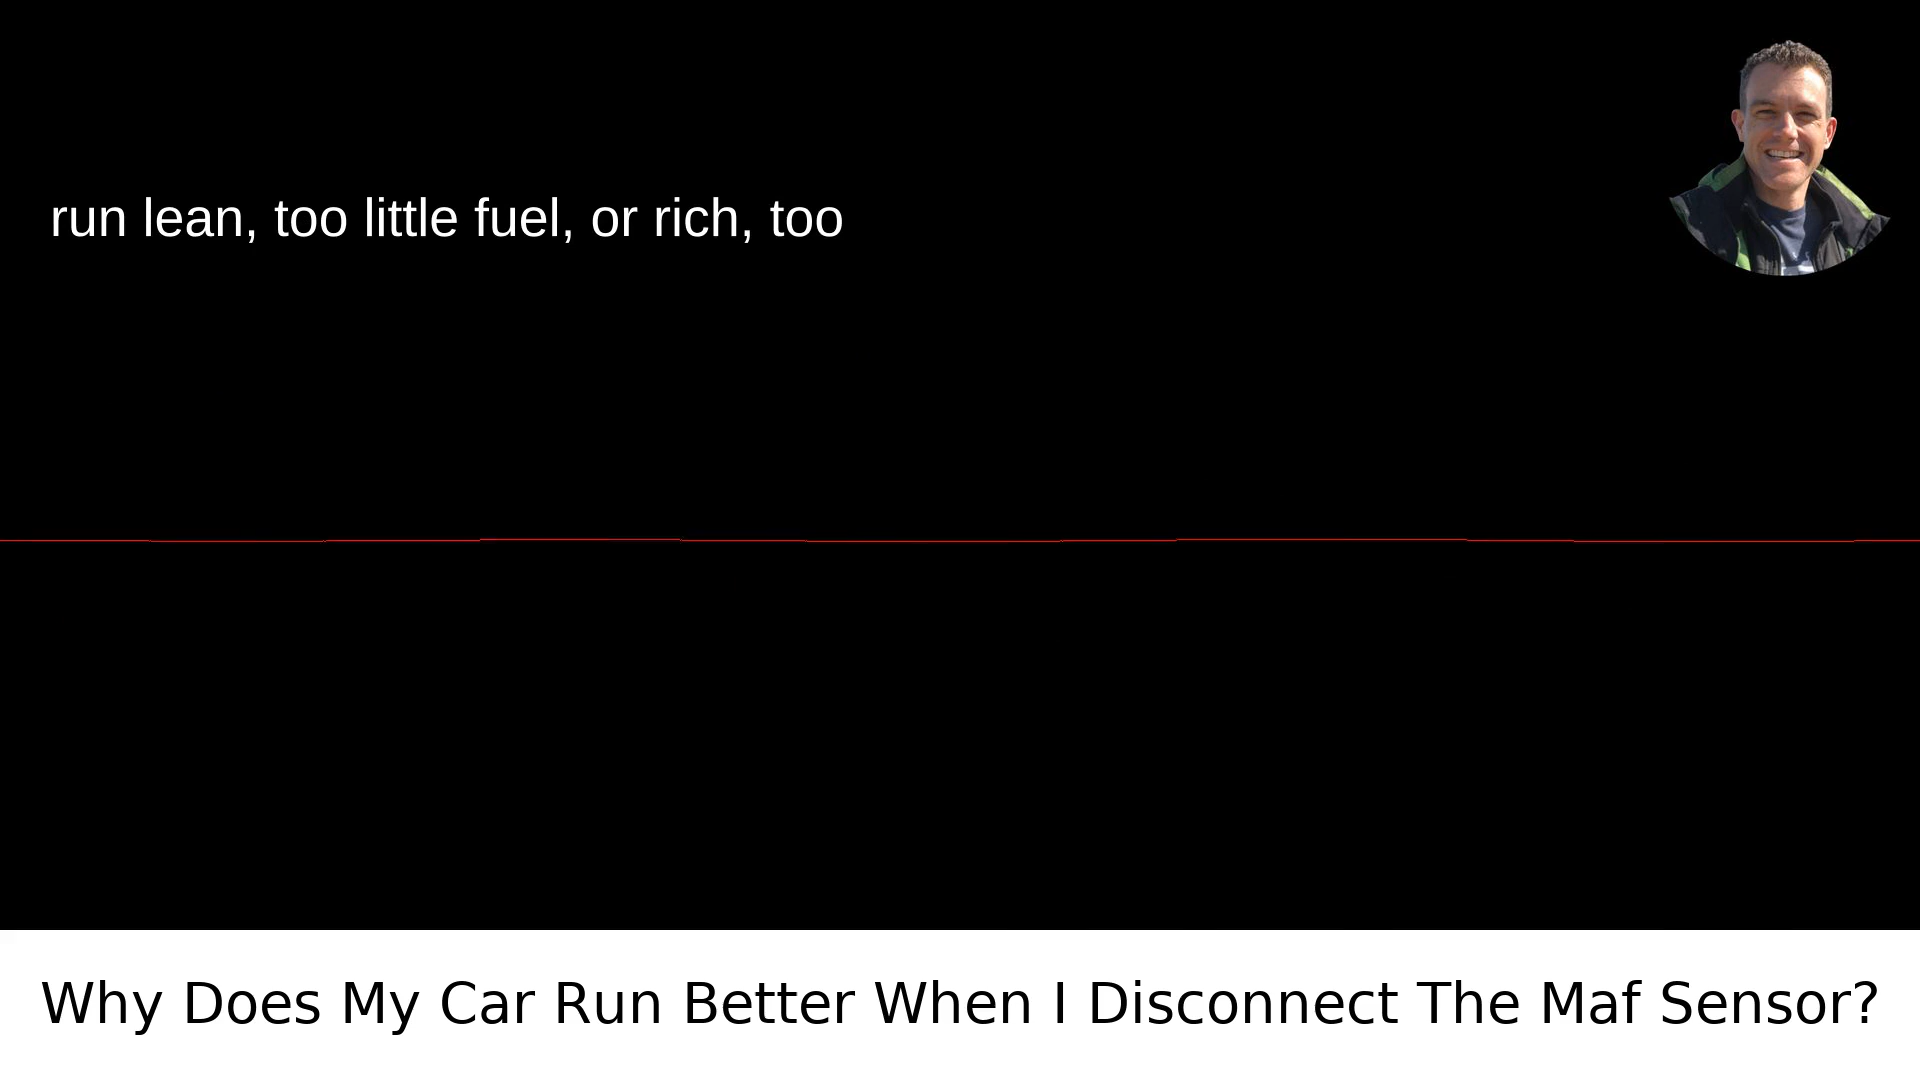 run lean, too little fuel, or rich, too
Why Does My Car Run Better When I Disconnect The Maf Sensor?